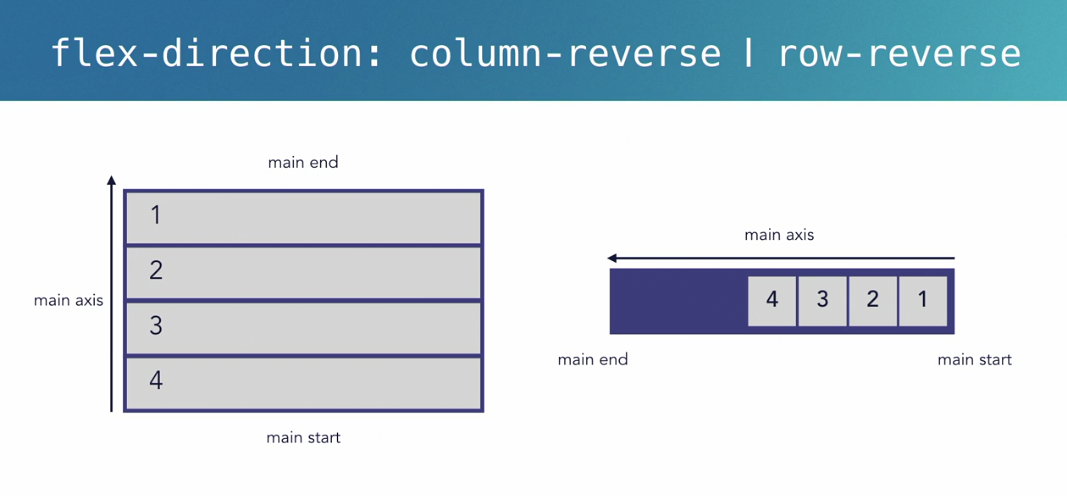 flex-direction: column-reverse | row-reverse
main end
1
2
3
4
main axis
main start
main axis
4 3 2 1
main end
main start